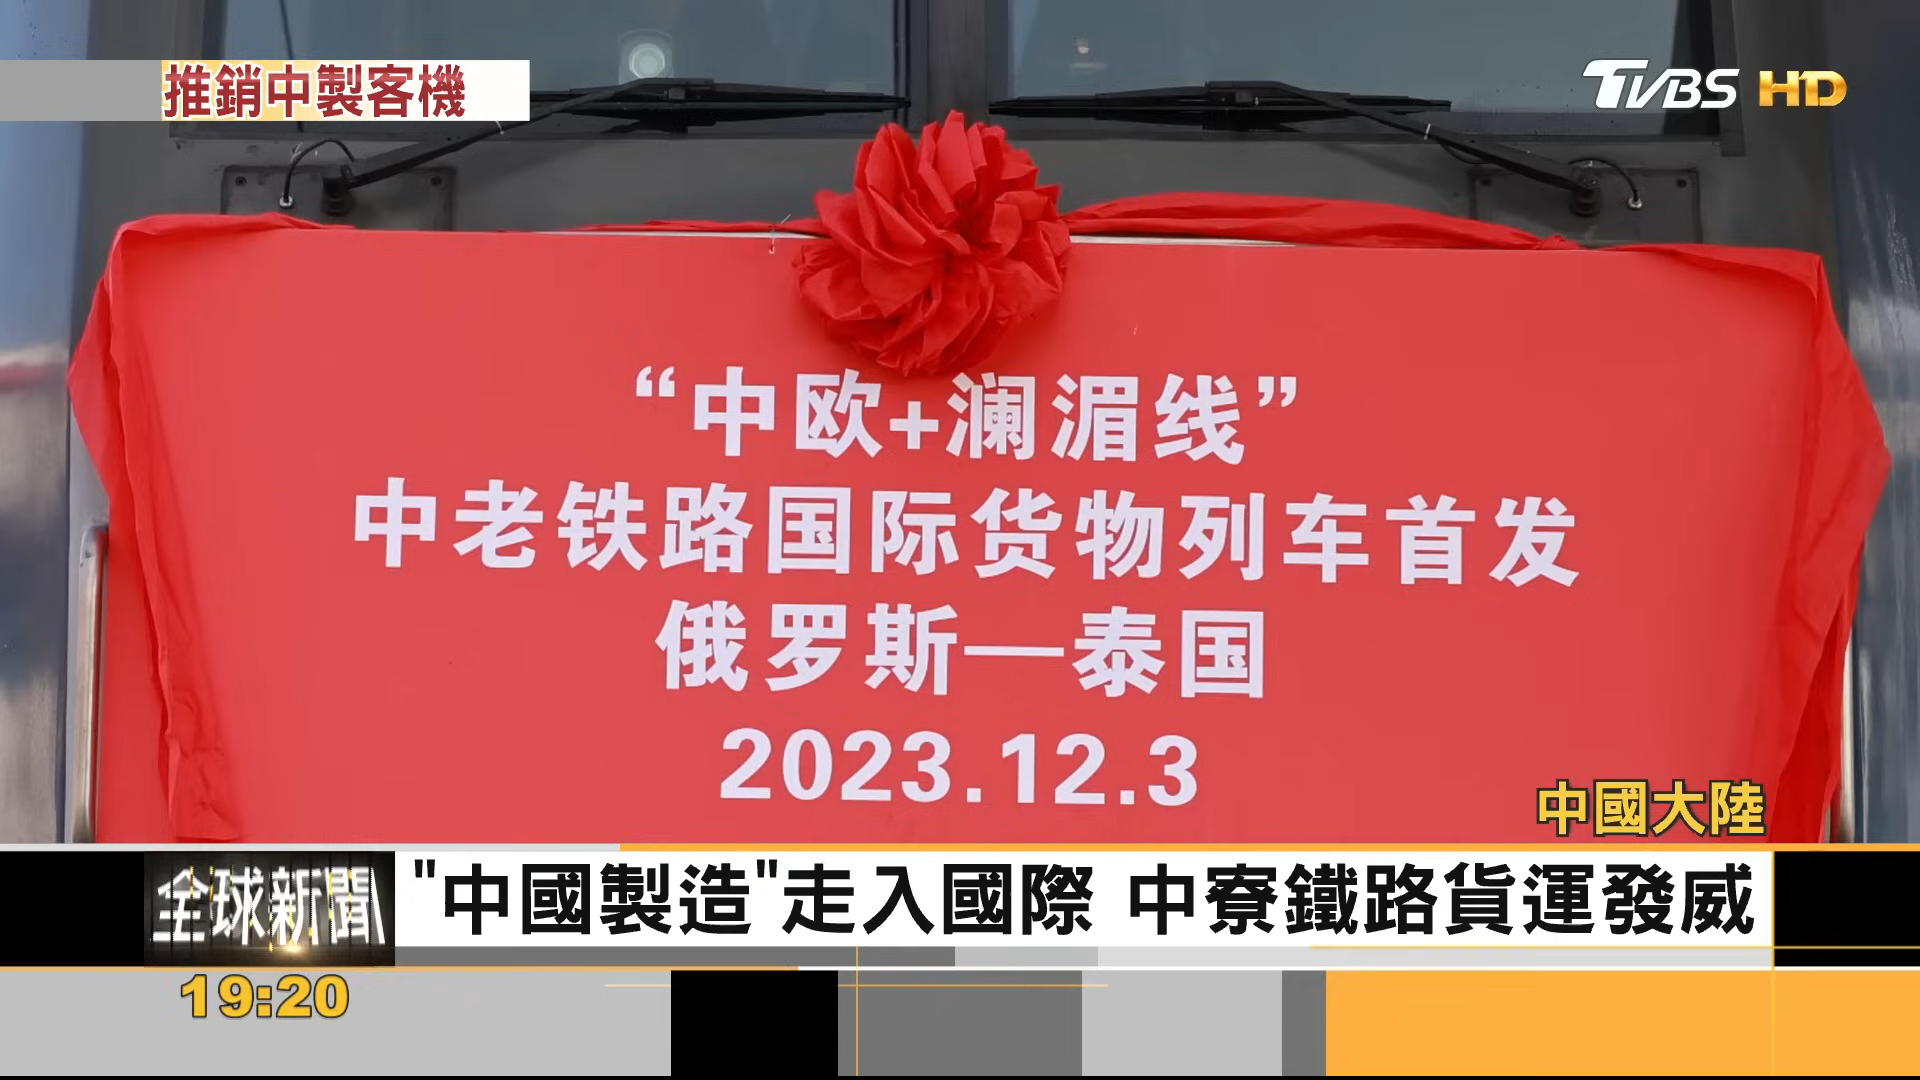 推銷中製客機
TVBS HD
“中欧+澜湄线”
中老铁路国际货物列车首发
俄罗斯—泰国
2023.12.3
中國大陸
全球新聞
"中國製造"走入國際 中寮鐵路貨運發威
19:20